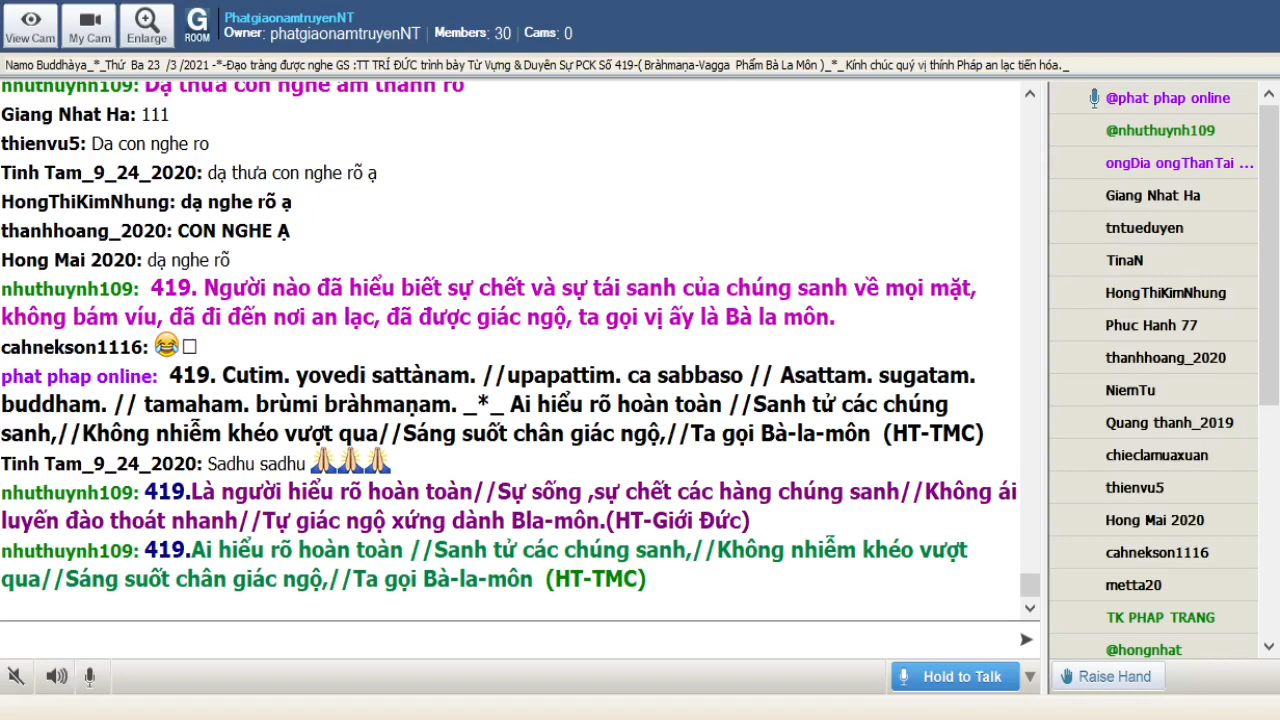 View Cam
My Cam
Enlarge
G
ROOM
PhatgiaonamtruyenNT
Owner: phatgiaonamtruyenNT | Members: 30 | Cams: 0
Namo Buddhàya_*_Thứ Ba 23 /3 /2021 -*-Đạo tràng được nghe GS :TT TRÍ ĐỨC trình bày Từ Vựng & Duyên Sự PCK Số 419-( Bràhmaṇa-Vagga Phẩm Bà La Môn )_*_ Kính chúc quý vị thính Pháp an lạc tiến hóa._
nhuthuynh109: Dạ thưa con nghe âm thanh rõ
Giang Nhat Ha: 111
thienvu5: Da con nghe ro
Tinh Tam_9_24_2020: dạ thưa con nghe rõ ạ
HongThiKimNhung: dạ nghe rõ ạ
thanhhoang_2020: CON NGHE Ạ
Hong Mai 2020: dạ nghe rõ
nhuthuynh109: 419. Người nào đã hiểu biết sự chết và sự tái sanh của chúng sanh về mọi mặt,
không bám víu, đã đi đến nơi an lạc, đã được giác ngộ, ta gọi vị ấy là Bà la môn.
cahnekson1116: 😂□
phat phap online: 419. Cutim. yovedi sattànam. //upapattim. ca sabbaso // Asattam. sugatam.
buddham. // tamaham. brùmi bràhmaṇam. _*_ Ai hiểu rõ hoàn toàn //Sanh tử các chúng
sanh,//Không nhiễm khéo vượt qua//Sáng suốt chân giác ngộ,//Ta gọi Bà-la-môn (HT-TMC)
Tinh Tam_9_24_2020: Sadhu sadhu 🙏🙏🙏
nhuthuynh109: 419.Là người hiểu rõ hoàn toàn//Sự sống ,sự chết các hàng chúng sanh//Không ái
luyến đào thoát nhanh//Tự giác ngộ xứng dành Bla-môn.(HT-Giới Đức)
nhuthuynh109: 419.Ai hiểu rõ hoàn toàn //Sanh tử các chúng sanh,//Không nhiễm khéo vượt
qua//Sáng suốt chân giác ngộ,//Ta gọi Bà-la-môn (HT-TMC)
Hold to Talk
@phat phap online
@nhuthuynh109
ongDia ongThanTai ...
Giang Nhat Ha
tntueduyen
TinaN
HongThiKimNhung
Phuc Hanh 77
thanhhoang_2020
NiemTu
Quang thanh_2019
chieclamuaxuan
thienvu5
Hong Mai 2020
cahnekson1116
metta20
TK PHAP TRANG
@hongnhat
Raise Hand